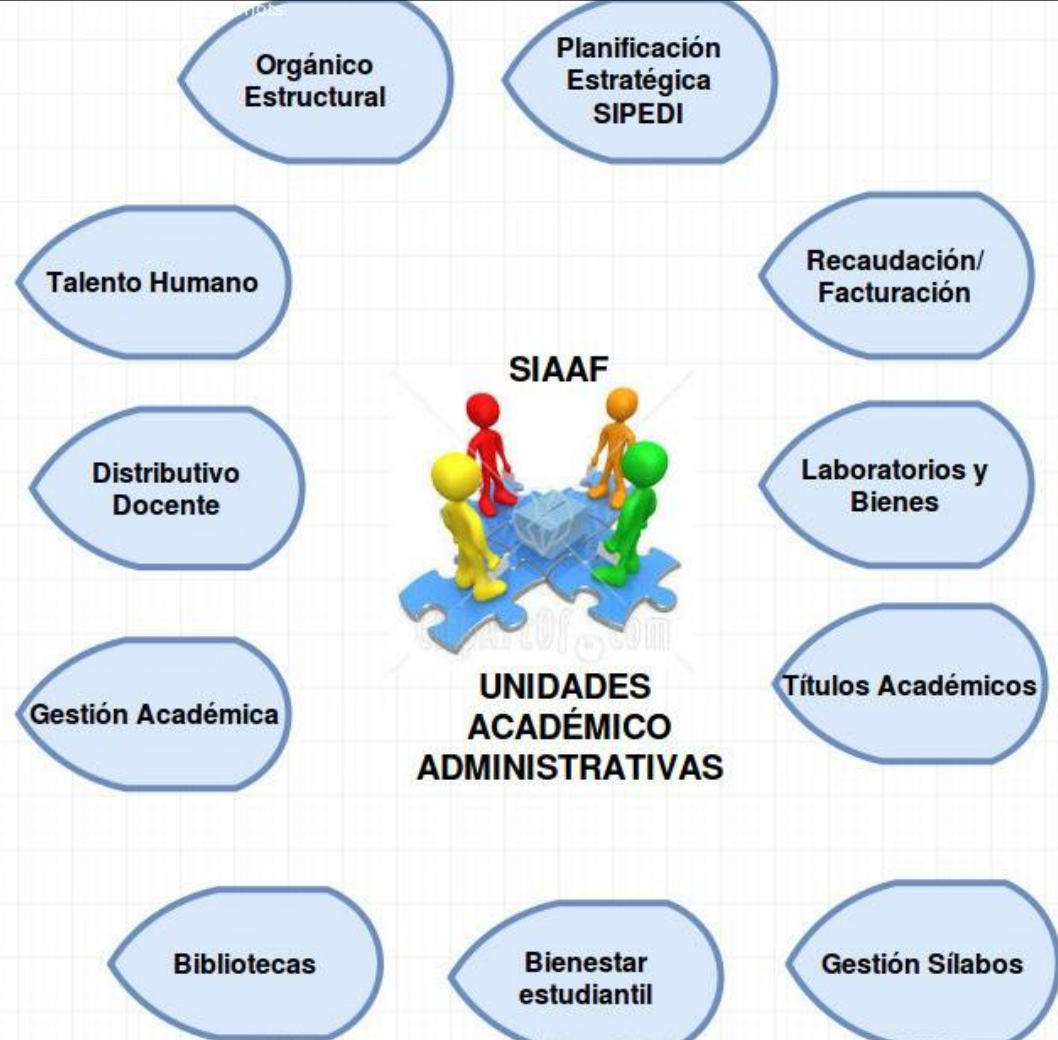 Orgánico
Estructural
Planificación
Estratégica
SIPEDI
Talento Humano
Recaudación/
Facturación
SIAAF
Distributivo
Docente
Laboratorios y
Bienes
Gestión Académica
UNIDADES
ACADÉMICO
ADMINISTRATIVAS
Títulos Académicos
Bibliotecas
Bienestar
estudiantil
Gestión Sílabos